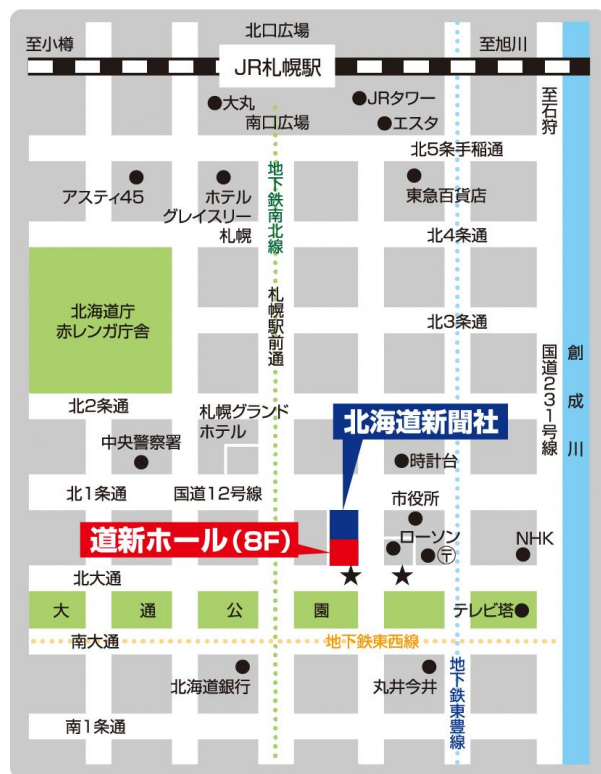 北口広場
至小樽
至旭川
JR札幌駅
大丸
JRタワー
至石狩
南口広場
エスタ
北5条手稲通
アスティ45
ホテル
グレイスリー
札幌
地下鉄南北線
東急百貨店
北4条通
北海道庁
赤レンガ庁舎
札幌駅前通
北3条通
国道231号線
創成川
北2条通
札幌グランド
ホテル
北海道新聞社
中央警察署
時計台
北1条通
国道12号線
市役所
道新ホール(8F)
ローソン
〒
NHK
北大通
大通公園
テレビ塔
南大通
地下鉄東西線
北海道銀行
丸井今井
地下鉄東豊線
南1条通